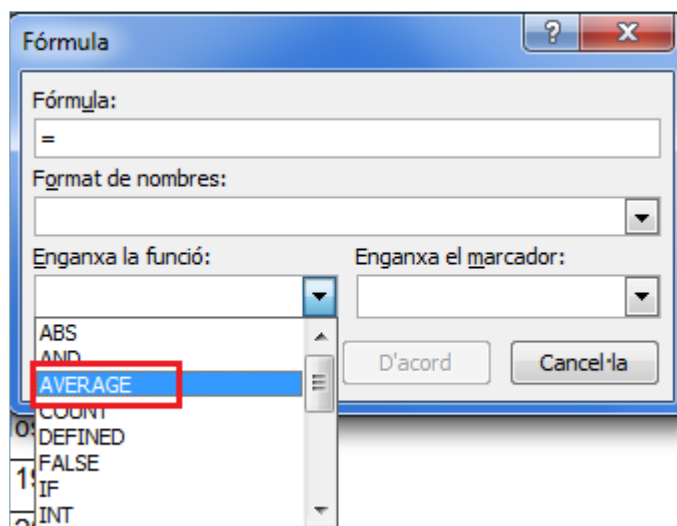 Fórmula
Fórmula:
=
Format de nombres:
Enganxa la funció:
Enganxa el marcador:
ABS
AND
AVERAGE
COUNT
DEFINED
FALSE
IF
INT
D'acord
Cancel·la